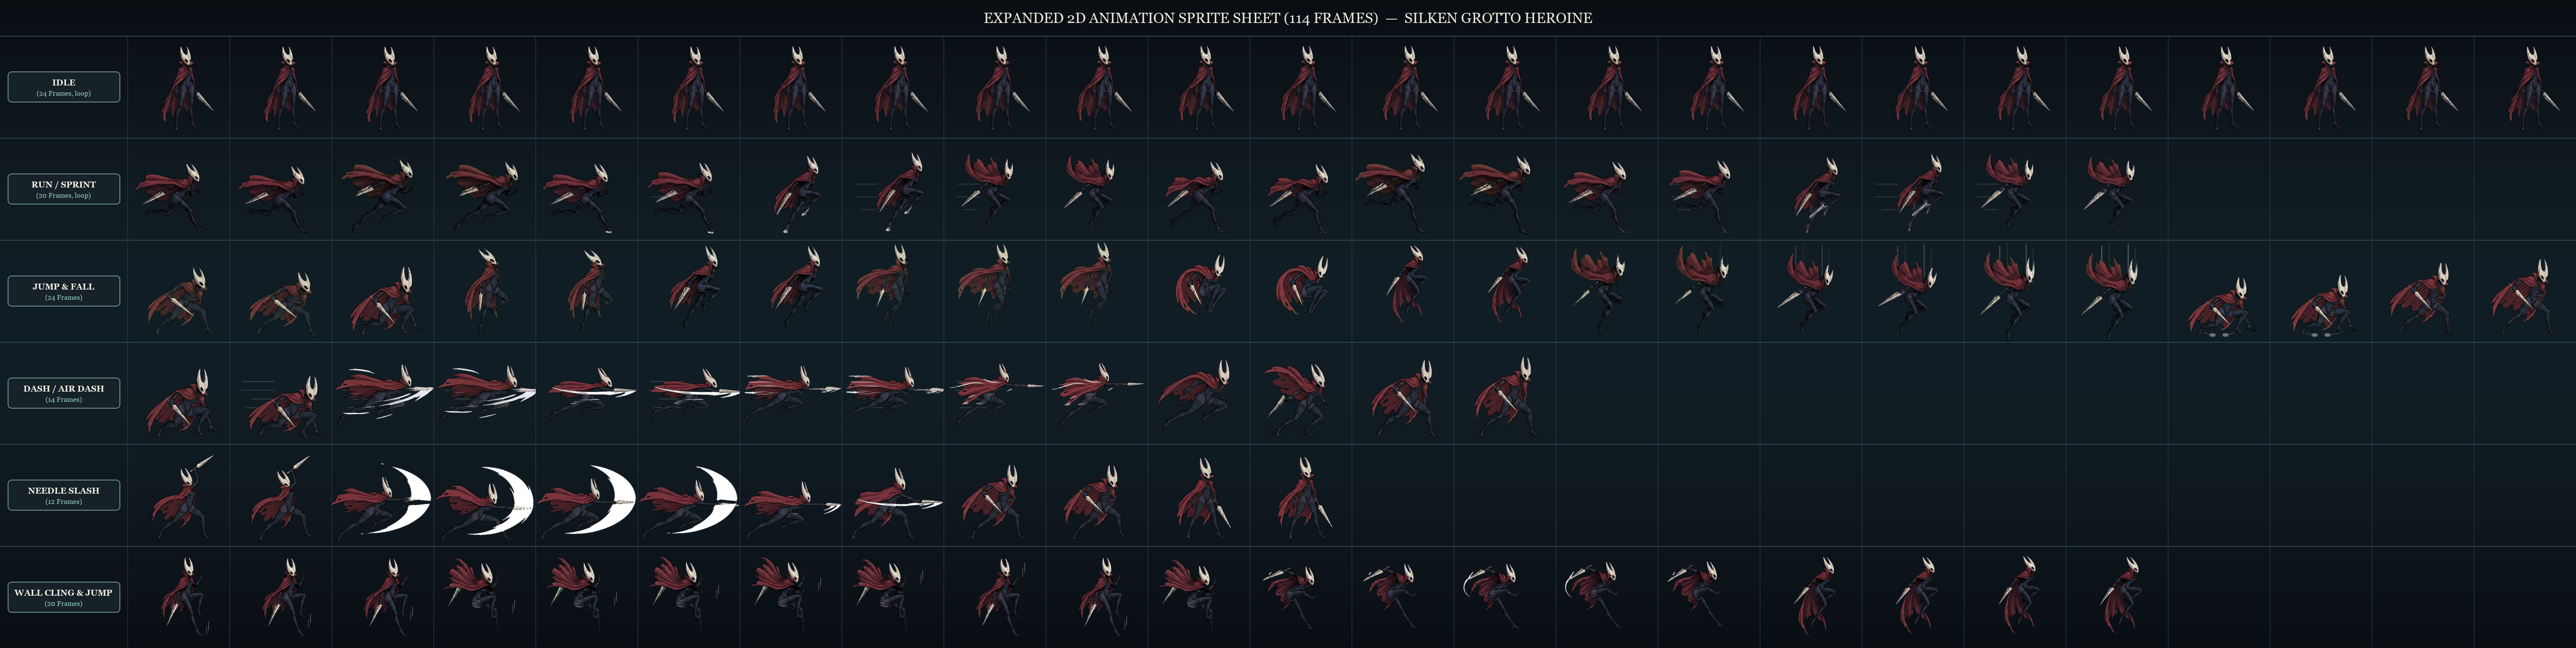 EXPANDED 2D ANIMATION SPRITE SHEET (114 FRAMES) — SILKEN GROTTO HEROINE
IDLE
(24 Frames, loop)
RUN / SPRINT
(20 Frames, loop)
JUMP & FALL
(24 Frames)
DASH / AIR DASH
(14 Frames)
NEEDLE SLASH
(12 Frames)
WALL CLING & JUMP
(20 Frames)